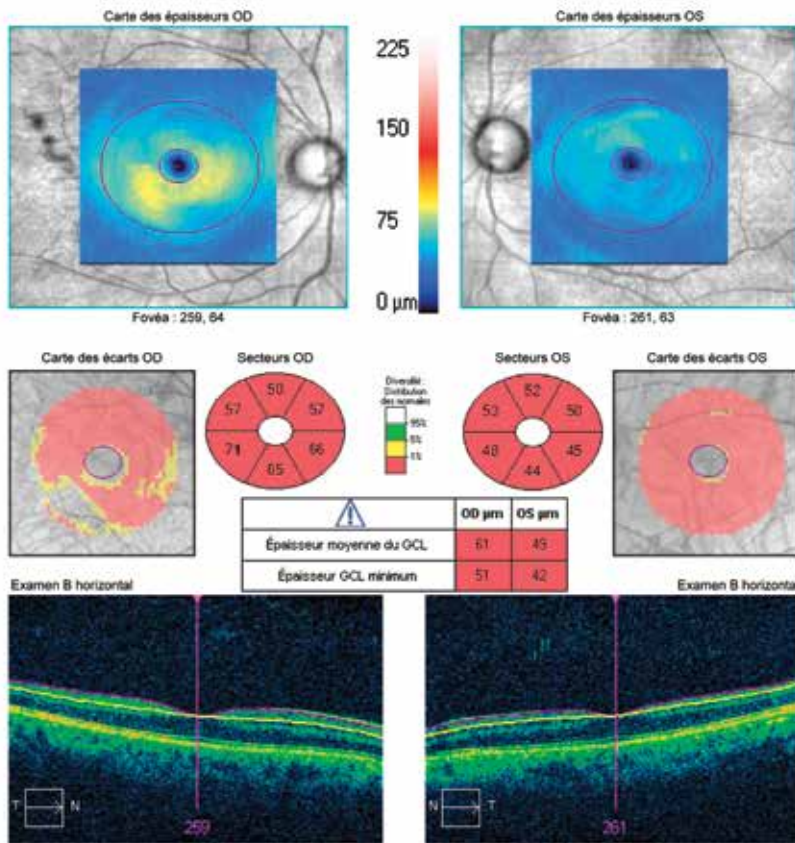 Carte des épaisseurs OD
Carte des épaisseurs OS
225
150
75
0 µm
Fovéa : 259, 64
Fovéa : 261, 63
Carte des écarts OD
Secteurs OD
Secteurs OS
Carte des écarts OS
Diversifié :
Distribution
des normales
95%
5%
1%
50
57 57
71 66
65
52
53 50
48 45
44
OD µm OS µm
Épaisseur moyenne du GCL 61 49
Épaisseur GCL minimum 51 42
Examen B horizontal
Examen B horizontal
T N
259
N T
261